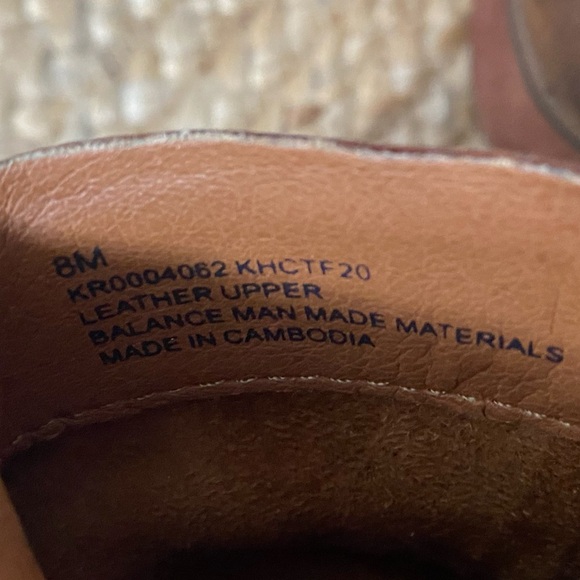 8M
KR0004062 KHCTF20
LEATHER UPPER
BALANCE MAN MADE MATERIALS
MADE IN CAMBODIA